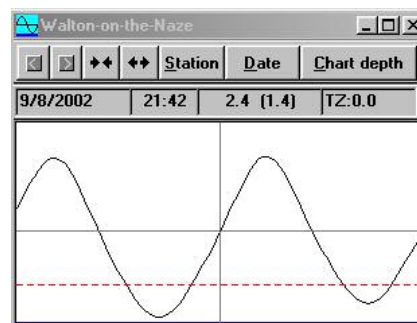 Walton-on-the-Naze
Station Date Chart depth
9/8/2002 21:42 2.4 (1.4) TZ:0.0